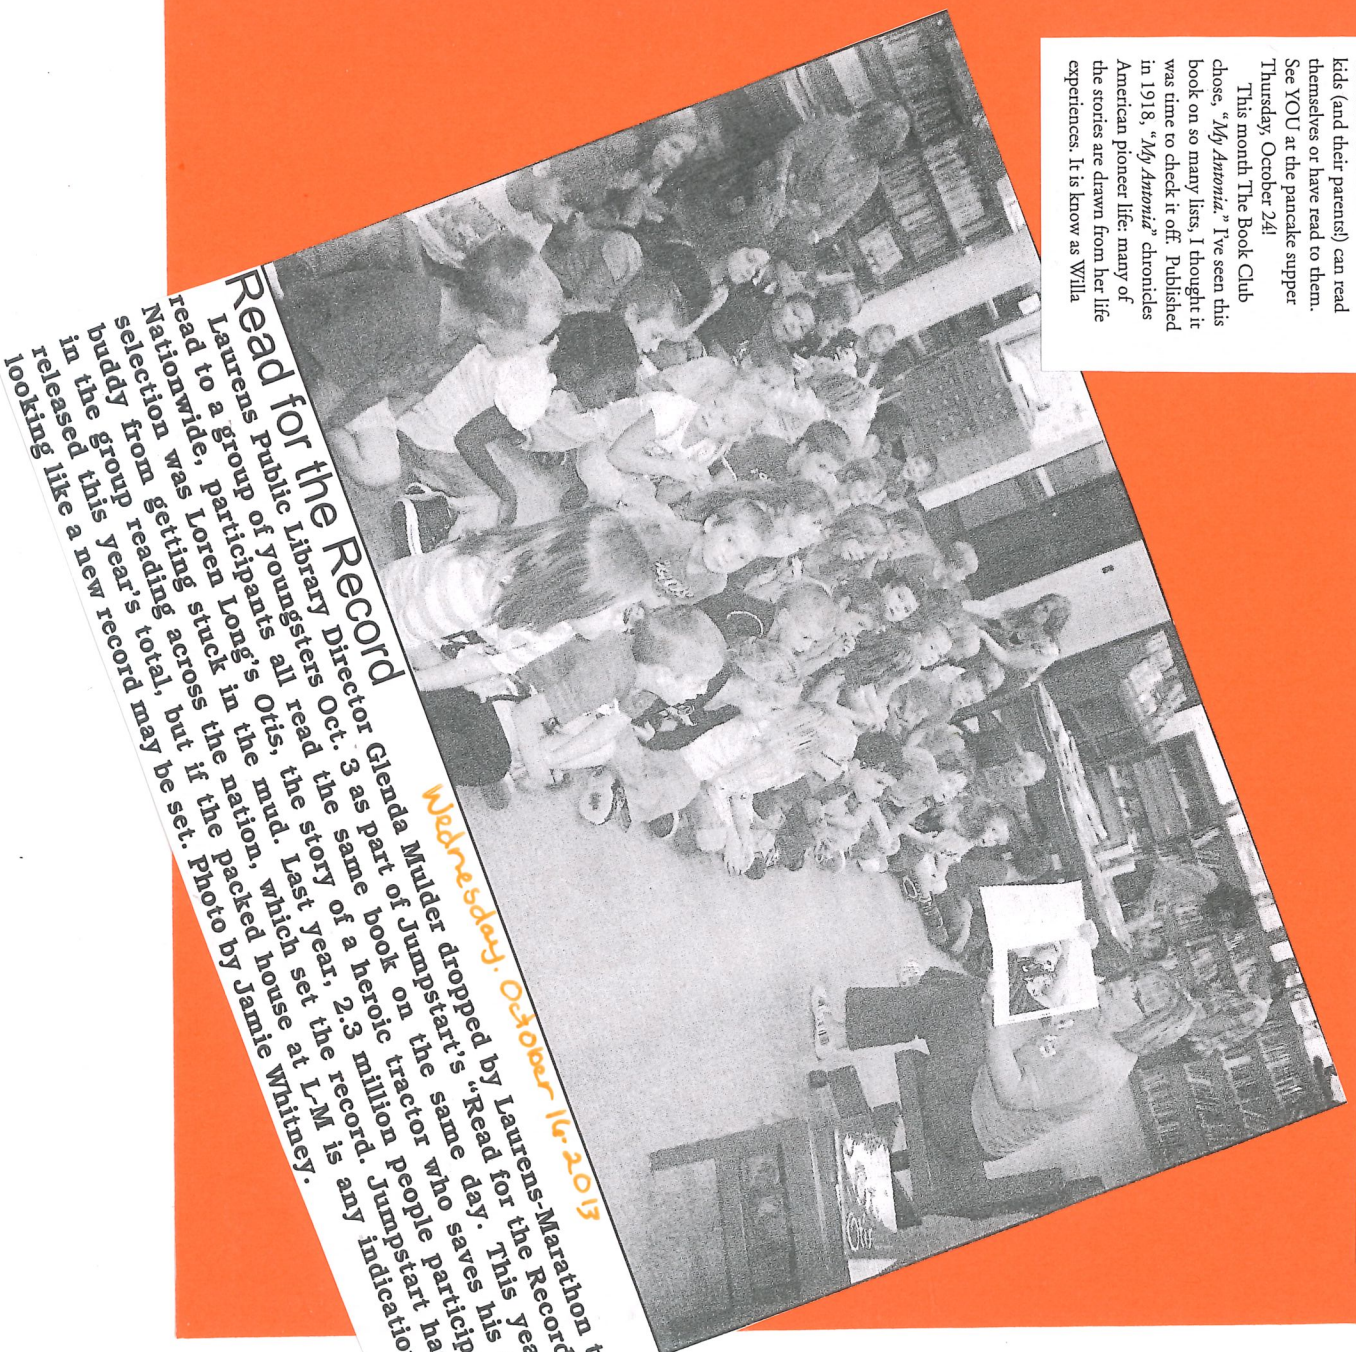 kids (and their parents!) can read
themselves or have read to them.
See YOU at the pancake supper
Thursday, October 24!
This month The Book Club
chose, "My Antonia." I've seen this
book on so many lists, I thought it
was time to check it off. Published
in 1918, "My Antonia" chronicles
American pioneer life: many of
the stories are drawn from her life
experiences. It is know as Willa
Wednesday, October 16, 2013
Read for the Record
Laurens Public Library Director Glenda Mulder dropped by Laurens-Marathon t
read to a group of youngsters Oct. 3 as part of Jumpstart's "Read for the Record
Nationwide, participants all read the same book on the same day. This yea
selection was Loren Long's Otis, the story of a heroic tractor who saves his
buddy from getting stuck in the mud. Last year, 2.3 million people particip
in the group reading across the nation, which set the record. Jumpstart ha
released this year's total, but if the packed house at L-M is any indicatio
looking like a new record may be set. Photo by Jamie Whitney.